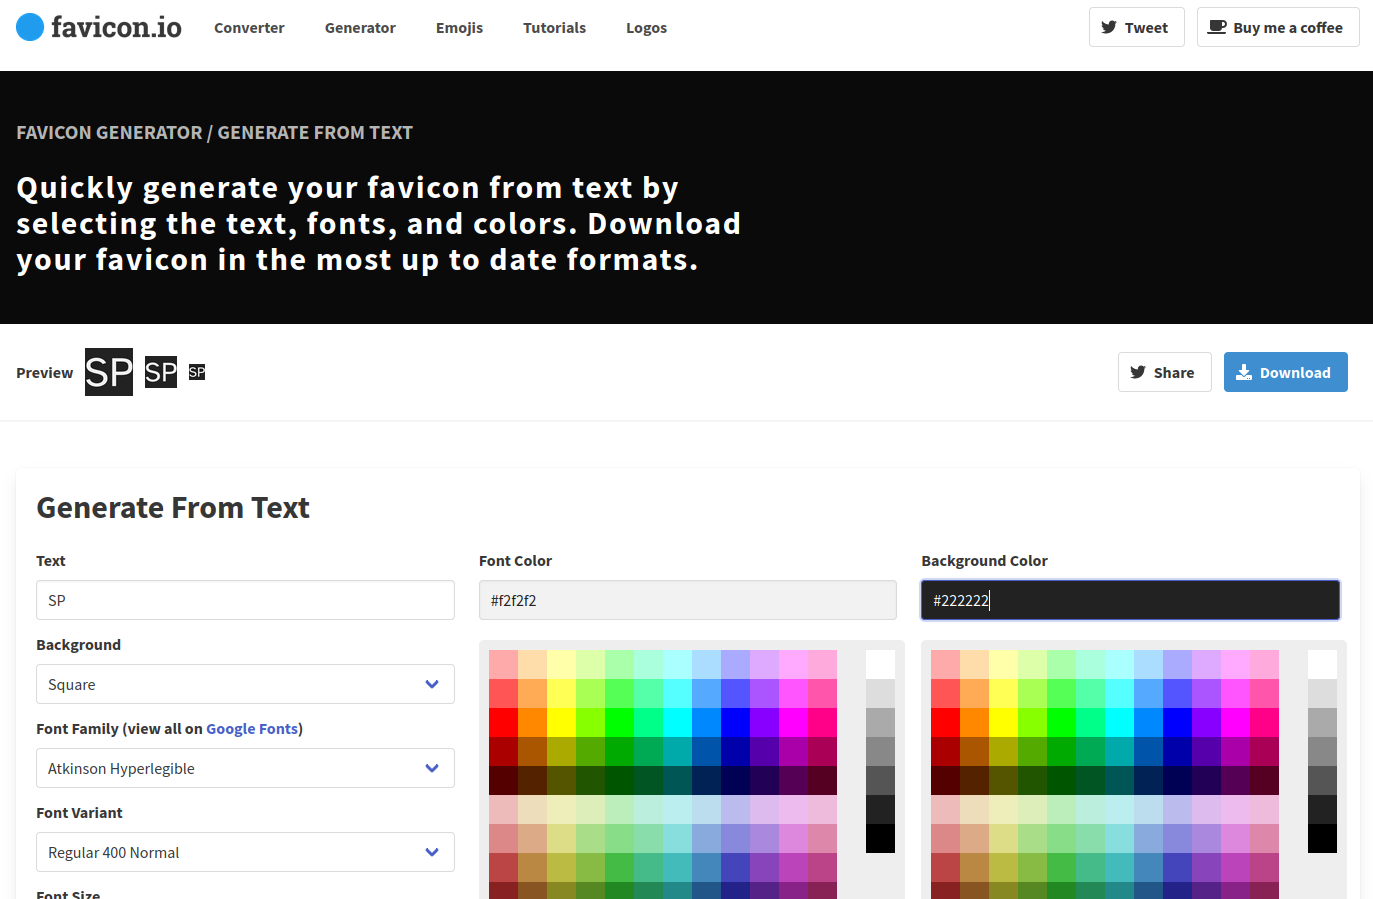 favicon.io Converter Generator Emojis Tutorials Logos Tweet Buy me a coffee
FAVICON GENERATOR / GENERATE FROM TEXT
Quickly generate your favicon from text by
selecting the text, fonts, and colors. Download
your favicon in the most up to date formats.
Preview SP SP SP Share Download
Generate From Text
Text
SP
Background
Square
Font Family (view all on Google Fonts)
Atkinson Hyperlegible
Font Variant
Regular 400 Normal
Font Size
Font Color
#f2f2f2
Background Color
#222222